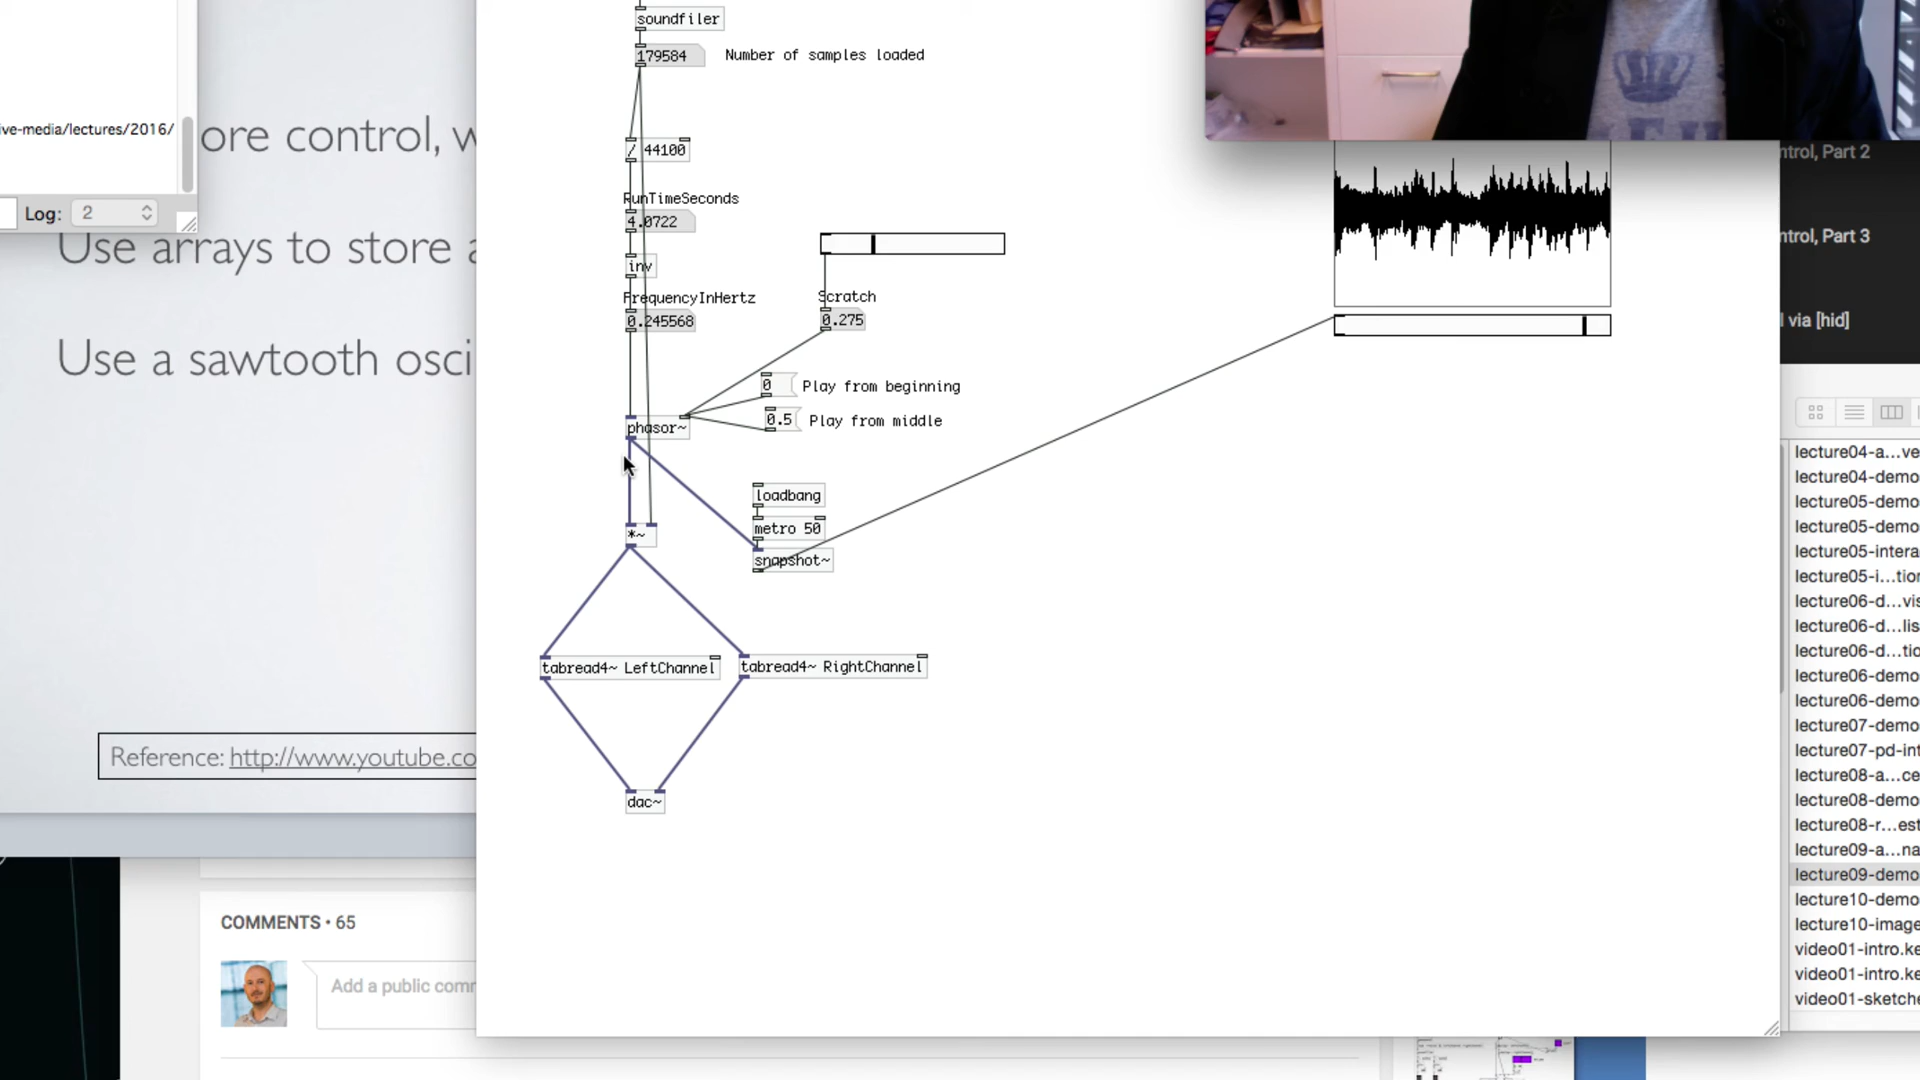 soundfiler
179584 Number of samples loaded
/ 44100
RunTimeSeconds
4.0722
inv
FrequencyInHertz
0.245568
Scratch
0.275
0 Play from beginning
0.5 Play from middle
phasor~
loadbang
metro 50
snapshot~
*~
tabread4~ LeftChannel
tabread4~ RightChannel
dac~
ive-media/lectures/2016/
Log: 2
ore control, w
Use arrays to store a
Use a sawtooth osci
Reference: http://www.youtube.co
COMMENTS • 65
Add a public comm
ntrol, Part 2
ntrol, Part 3
l via [hid]
lecture04-a...ve
lecture04-demo
lecture05-demo
lecture05-demo
lecture05-intera
lecture05-i...tior
lecture06-d...vis
lecture06-d...lis
lecture06-d...tio
lecture06-demo
lecture06-demo
lecture07-demo
lecture07-pd-int
lecture08-a...ce
lecture08-demo
lecture08-r...est
lecture09-a...na
lecture09-demo
lecture10-demo
lecture10-image
video01-intro.ke
video01-intro.ke
video01-sketche